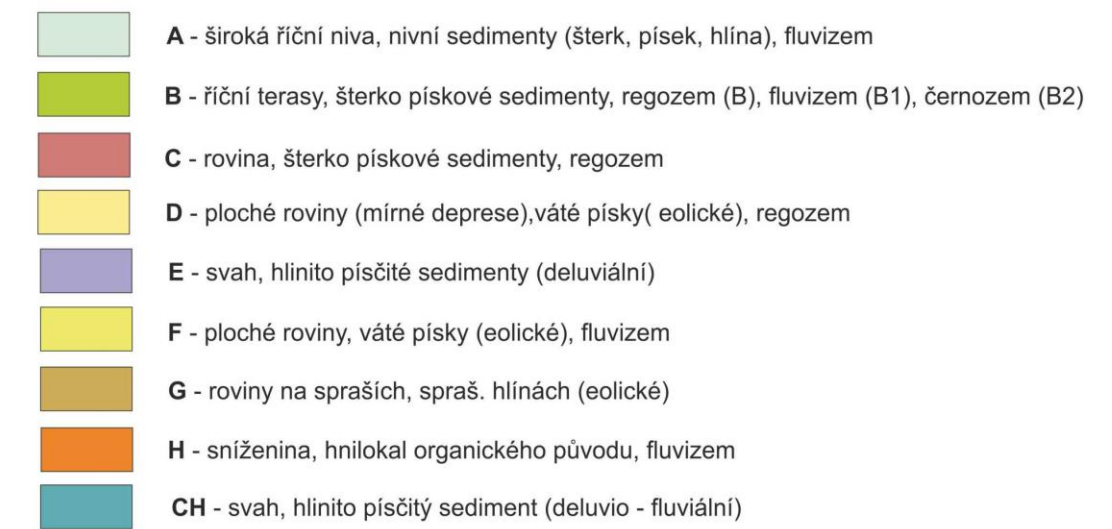 A - široká říční niva, nivní sedimenty (šterk, písek, hlína), fluvizem
B - říční terasy, šterko pískové sedimenty, regozem (B), fluvizem (B1), černozem (B2)
C - rovina, šterko pískové sedimenty, regozem
D - ploché roviny (mírné deprese),váté písky( eolické), regozem
E - svah, hlinito písčité sedimenty (deluviální)
F - ploché roviny, váté písky (eolické), fluvizem
G - roviny na spraších, spraš. hlínách (eolické)
H - sníženina, hnilokal organického původu, fluvizem
CH - svah, hlinito písčitý sediment (deluvio - fluviální)